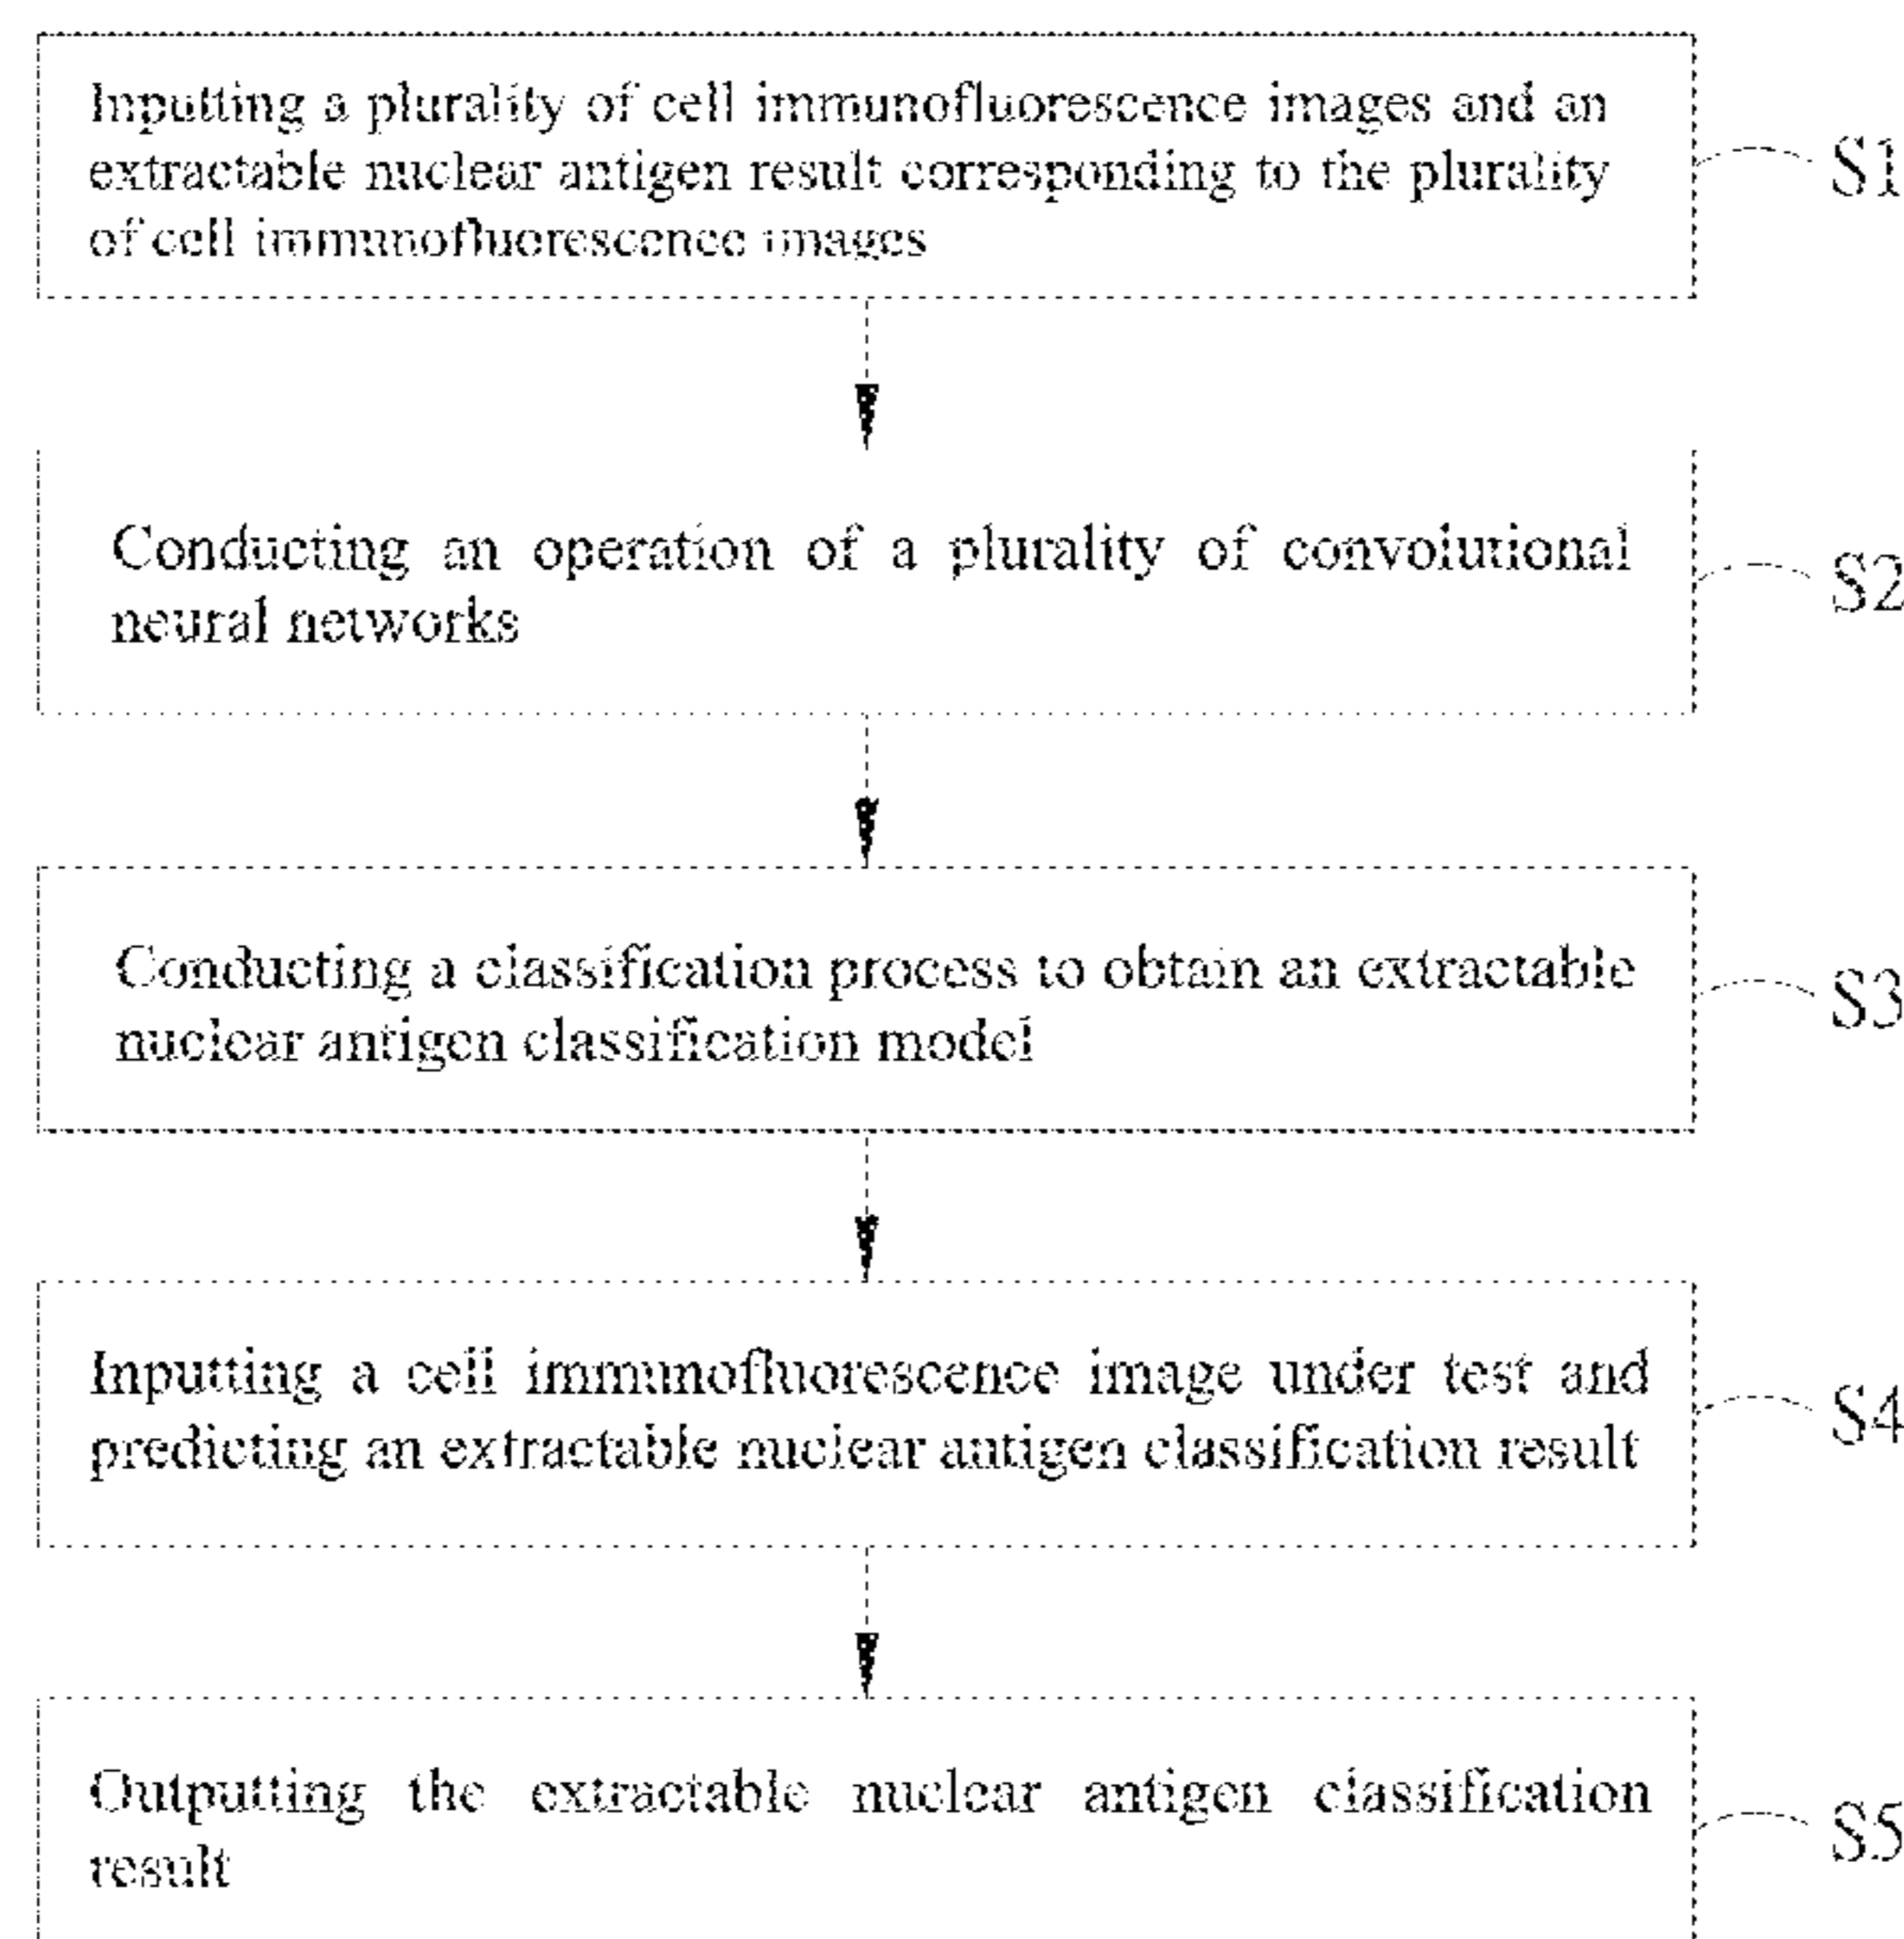 Inputting a plurality of cell immunofluorescence images and an
extractable nuclear antigen result corresponding to the plurality
of cell immunofluorescence images
S1
Conducting an operation of a plurality of convolutional
neural networks
S2
Conducting a classification process to obtain an extractable
nuclear antigen classification model
S3
Inputting a cell immunofluorescence image under test and
predicting an extractable nuclear antigen classification result
S4
Outputting the extractable nuclear antigen classification
result
S5